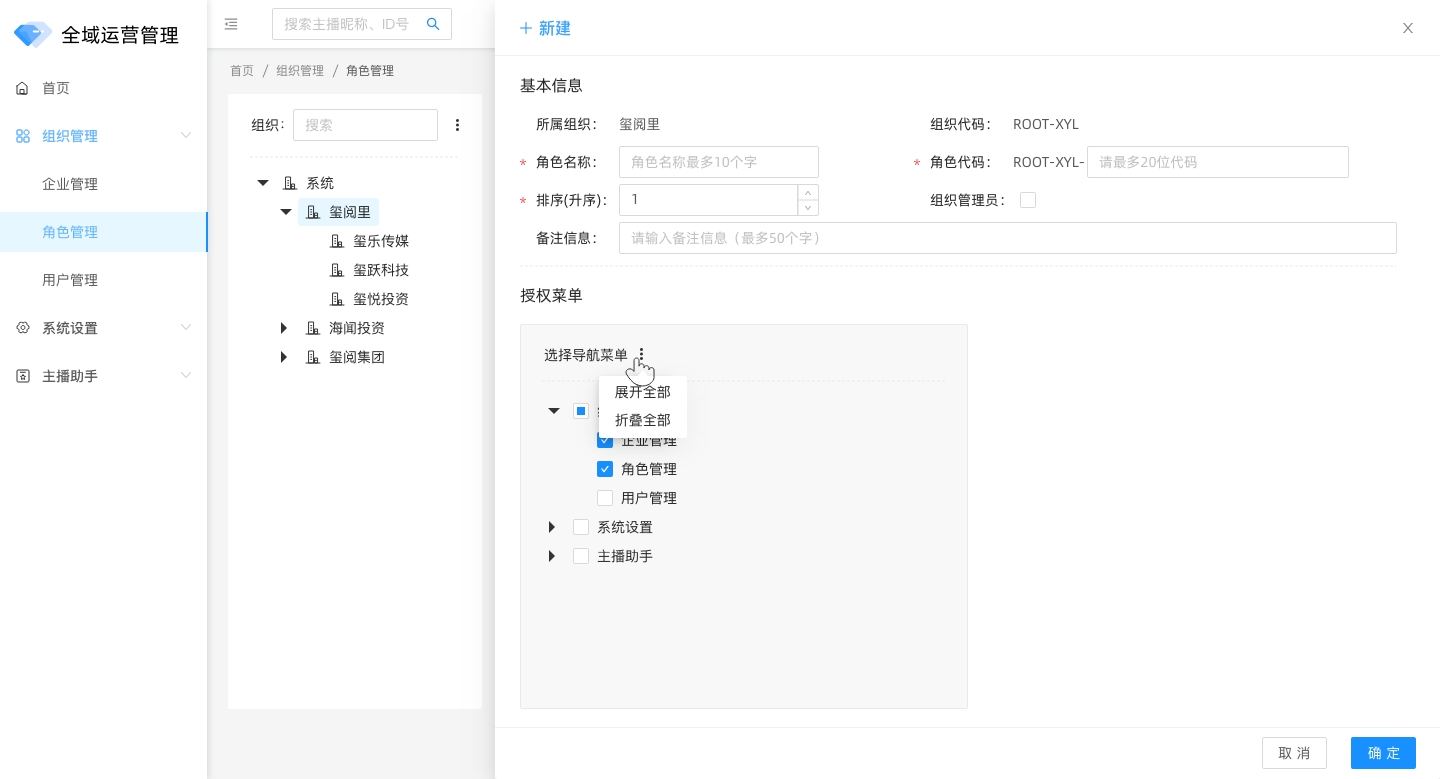 全域运营管理
首页
组织管理
企业管理
角色管理
用户管理
系统设置
主播助手
搜索主播昵称、ID号
首页 / 组织管理 / 角色管理
组织: 搜索
系统
玺阅里
玺乐传媒
玺跃科技
玺悦投资
海闻投资
玺阅集团
新建
基本信息
所属组织: 玺阅里 组织代码: ROOT-XYL
* 角色名称: 角色名称最多10个字 * 角色代码: ROOT-XYL- 请最多20位代码
* 排序(升序): 1 组织管理员:
备注信息: 请输入备注信息（最多50个字）
授权菜单
选择导航菜单
展开全部
折叠全部
企业管理
角色管理
用户管理
系统设置
主播助手
取 消 确 定